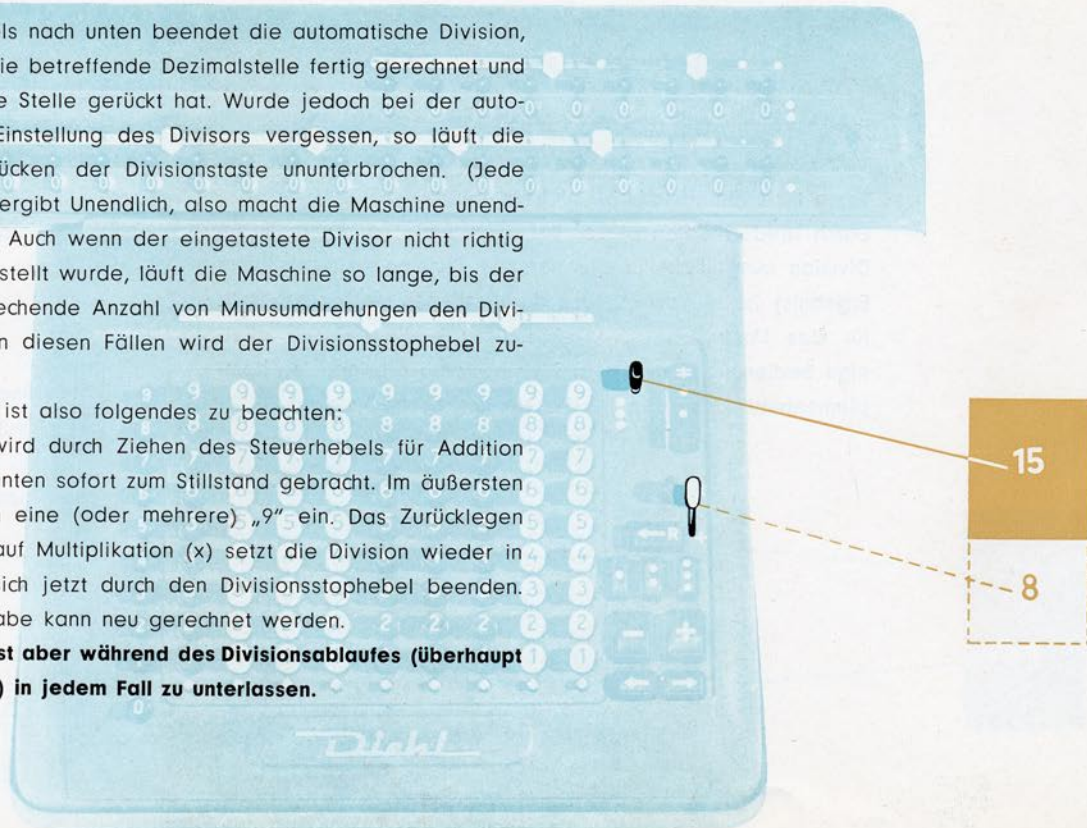 ls nach unten beendet die automatische Division,
ie betreffende Dezimalstelle fertig gerechnet und
e Stelle gerückt hat. Wurde jedoch bei der auto-
Einstellung des Divisors vergessen, so läuft die
ücken der Divisionstaste ununterbrochen. (Jede
ergibt Unendlich, also macht die Maschine unend-
Auch wenn der eingetastete Divisor nicht richtig
stellt wurde, läuft die Maschine so lange, bis der
echende Anzahl von Minusumdrehungen den Divi-
n diesen Fällen wird der Divisionsstophebel zu-
ist also folgendes zu beachten:
wird durch Ziehen des Steuerhebels für Addition
nten sofort zum Stillstand gebracht. Im äußersten
eine (oder mehrere) „9" ein. Das Zurücklegen
auf Multiplikation (x) setzt die Division wieder in
ich jetzt durch den Divisionsstophebel beenden.
abe kann neu gerechnet werden.
st aber während des Divisionsablaufes (überhaupt
) in jedem Fall zu unterlassen.
15
8
Diehl